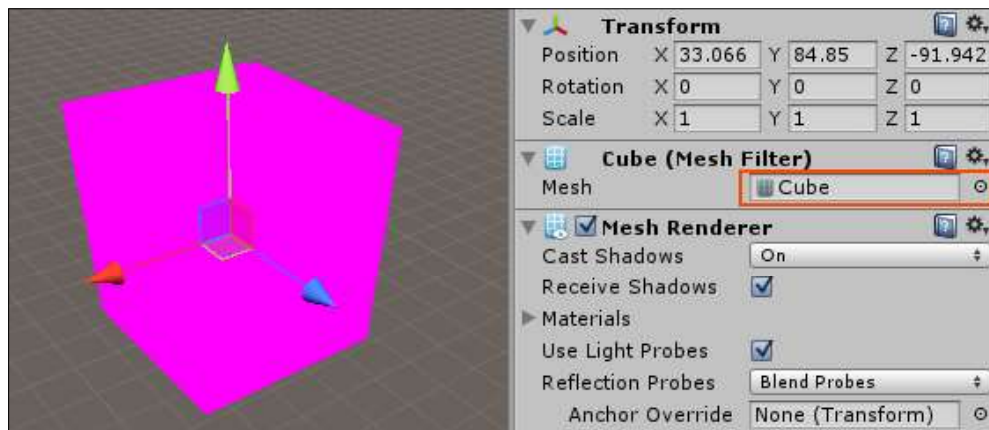 Transform
Position X 33.066 Y 84.85 Z -91.942
Rotation X 0 Y 0 Z 0
Scale X 1 Y 1 Z 1
Cube (Mesh Filter)
Mesh Cube
Mesh Renderer
Cast Shadows On
Receive Shadows
Materials
Use Light Probes
Reflection Probes Blend Probes
Anchor Override None (Transform)